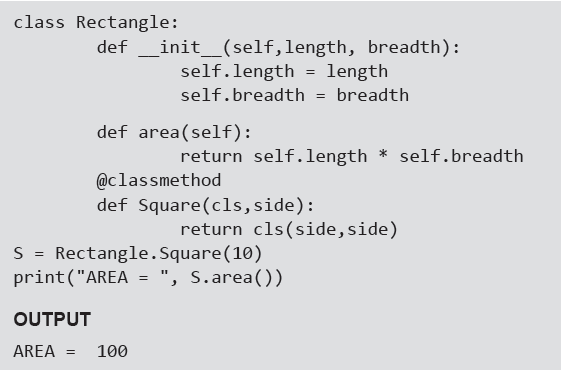 class Rectangle:
        def __init__(self,length, breadth):
                self.length = length
                self.breadth = breadth
        def area(self):
                return self.length * self.breadth
        @classmethod
        def Square(cls,side):
                return cls(side,side)
S = Rectangle.Square(10)
print("AREA = ", S.area())
OUTPUT
AREA =  100